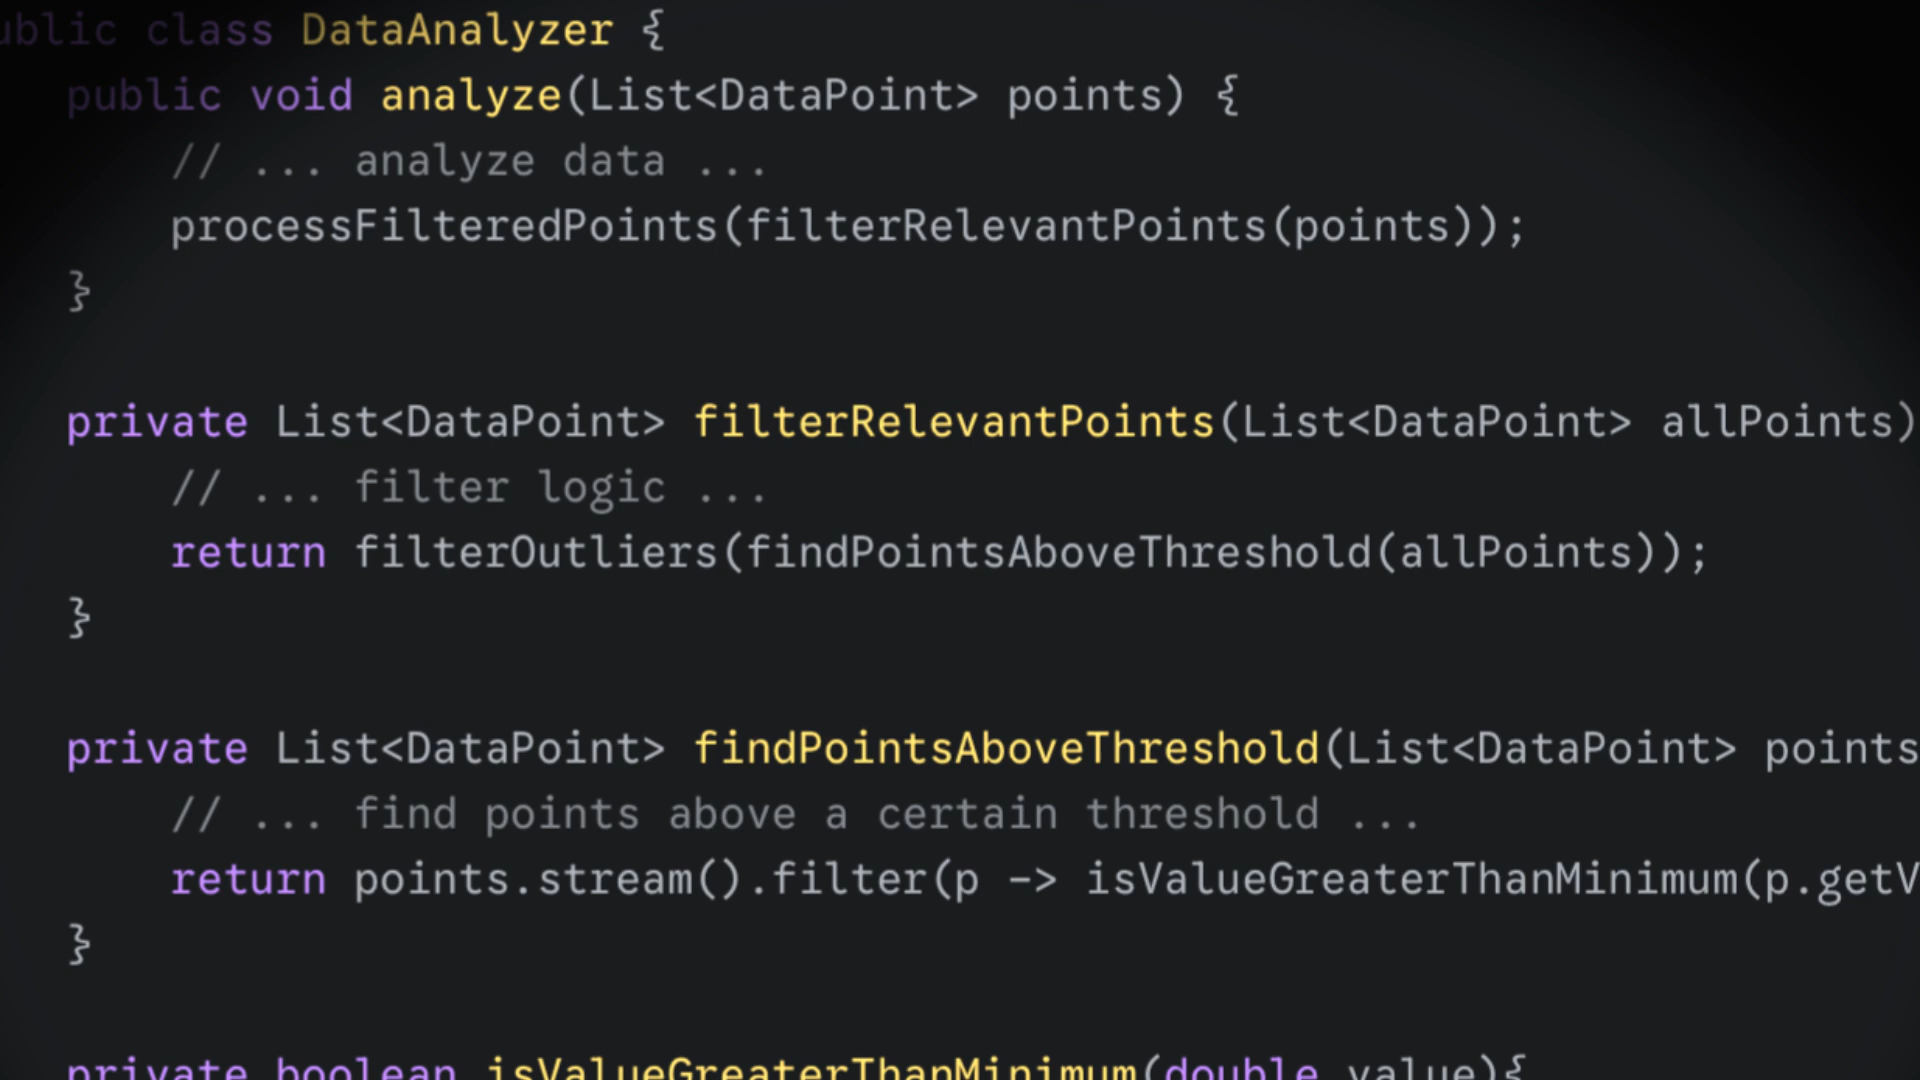 ublic class DataAnalyzer {
public void analyze(List<DataPoint> points) {
// ... analyze data ...
processFilteredPoints(filterRelevantPoints(points));
}
private List<DataPoint> filterRelevantPoints(List<DataPoint> allPoints)
// ... filter logic ...
return filterOutliers(findPointsAboveThreshold(allPoints));
}
private List<DataPoint> findPointsAboveThreshold(List<DataPoint> points
// ... find points above a certain threshold ...
return points.stream().filter(p -> isValueGreaterThanMinimum(p.getV
}
private boolean isValueGreaterThanMinimum(double value){